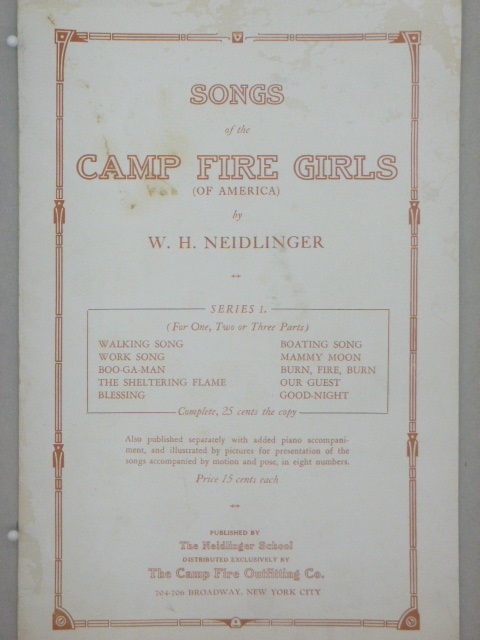 SONGS
of the
CAMP FIRE GIRLS
(OF AMERICA)
by
W. H. NEIDLINGER
SERIES 1.
(For One, Two or Three Parts)
WALKING SONG
WORK SONG
BOO-GA-MAN
THE SHELTERING FLAME
BLESSING
BOATING SONG
MAMMY MOON
BURN, FIRE, BURN
OUR GUEST
GOOD-NIGHT
Complete, 25 cents the copy
Also published separately with added piano accompani-
ment, and illustrated by pictures for presentation of the
songs accompanied by motion and pose, in eight numbers.
Price 15 cents each
PUBLISHED BY
The Neidlinger School
DISTRIBUTED EXCLUSIVELY BY
The Camp Fire Outfitting Co.
704-706 BROADWAY, NEW YORK CITY